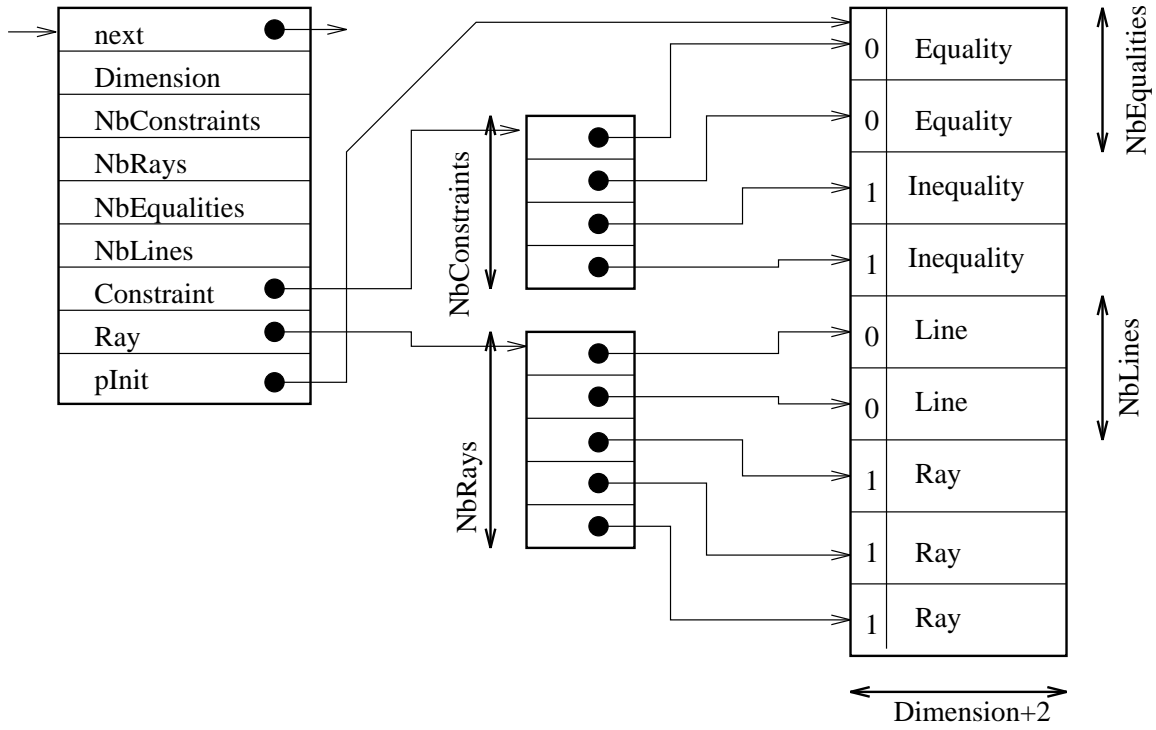 next
Dimension
NbConstraints
NbRays
NbEqualities
NbLines
Constraint
Ray
pInit
NbConstraints
NbRays
0 Equality
0 Equality
1 Inequality
1 Inequality
0 Line
0 Line
1 Ray
1 Ray
1 Ray
NbEqualities
NbLines
Dimension+2